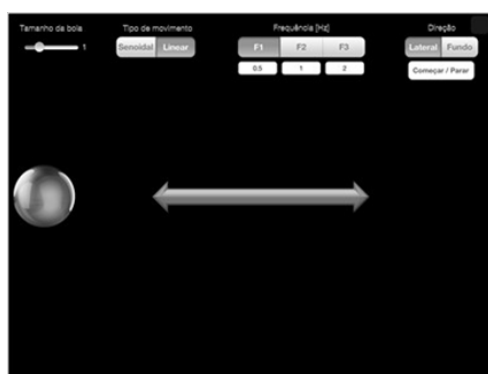 Tamanho da bola
1
Tipo de movimento
Senoidal Linear
Frequência [Hz]
F1 F2 F3
0.5 1 2
Direção
Lateral Fundo
Começar / Parar